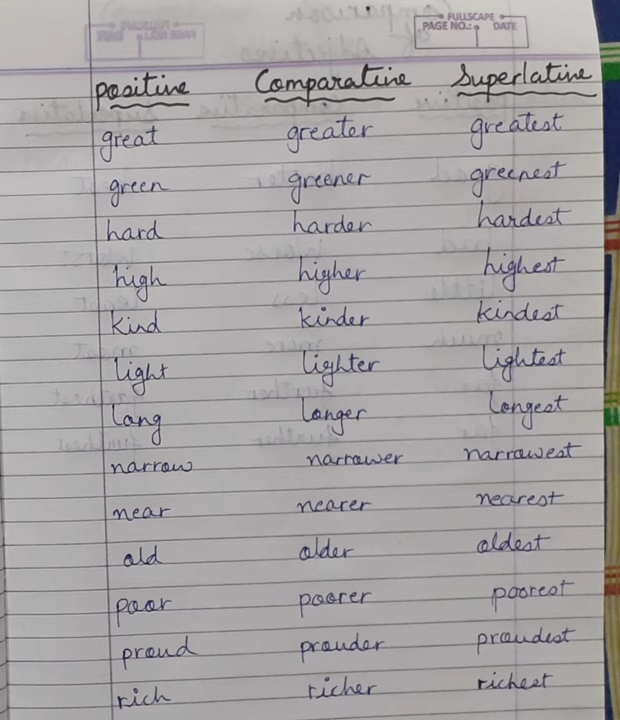 FULLSCAPE
PAGE NO.: DATE
Positive Comparative Superlative
great greater greatest
green greener greenest
hard harder hardest
high higher highest
kind kinder kindest
light lighter lightest
long longer longest
narrow narrower narrowest
near nearer nearest
old older oldest
poor poorer poorest
proud prouder proudest
rich richer richest